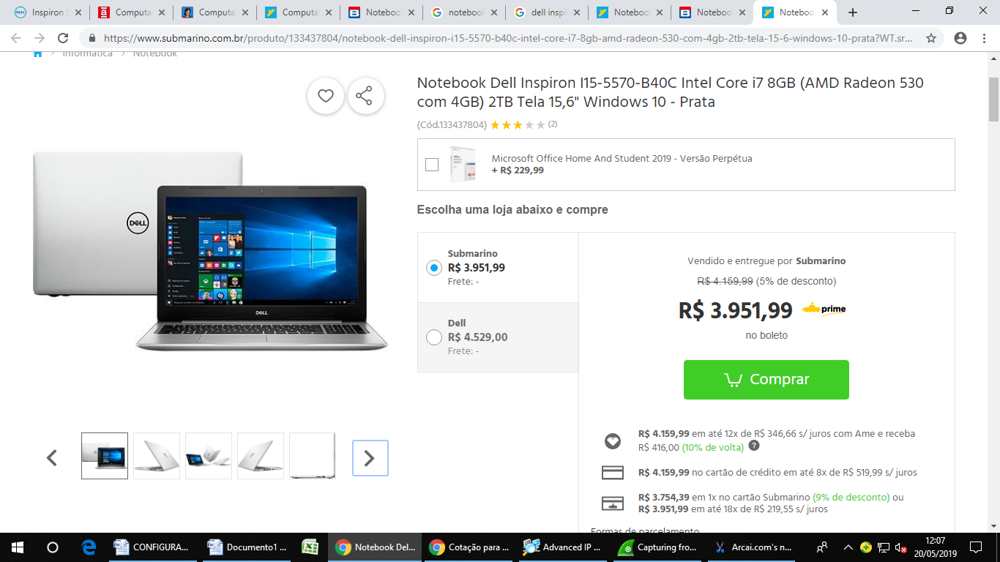 Inspiron S
Computa
Computa
Computa
Noteboo
notebook
dell inspi
Notebo
Notebo
Notebo
https://www.submarino.com.br/produto/133437804/notebook-dell-inspiron-i15-5570-b40c-intel-core-i7-8gb-amd-radeon-530-com-4gb-2tb-tela-15-6-windows-10-prata?WT.sr...
Informática > Notebook
Notebook Dell Inspiron I15-5570-B40C Intel Core i7 8GB (AMD Radeon 530
com 4GB) 2TB Tela 15,6" Windows 10 - Prata
(Cód.133437804) (2)
Microsoft Office Home And Student 2019 - Versão Perpétua
+ R$ 229,99
Escolha uma loja abaixo e compre
Submarino
R$ 3.951,99
Frete: -
Dell
R$ 4.529,00
Frete: -
Vendido e entregue por Submarino
R$ 4.159,99 (5% de desconto)
R$ 3.951,99 prime
no boleto
Comprar
R$ 4.159,99 em até 12x de R$ 346,66 s/ juros com Ame e receba
R$ 416,00 (10% de volta) ?
R$ 4.159,99 no cartão de crédito em até 8x de R$ 519,99 s/ juros
R$ 3.754,39 em 1x no cartão Submarino (9% de desconto) ou
R$ 3.951,99 em até 18x de R$ 219,55 s/ juros
Formas de parcelamento
DELL
DELL
CONFIGURA...
Documento1 ...
Notebook Del...
Cotação para ...
Advanced IP ...
Capturing fro...
Arcai.com's n...
12:07
20/05/2019